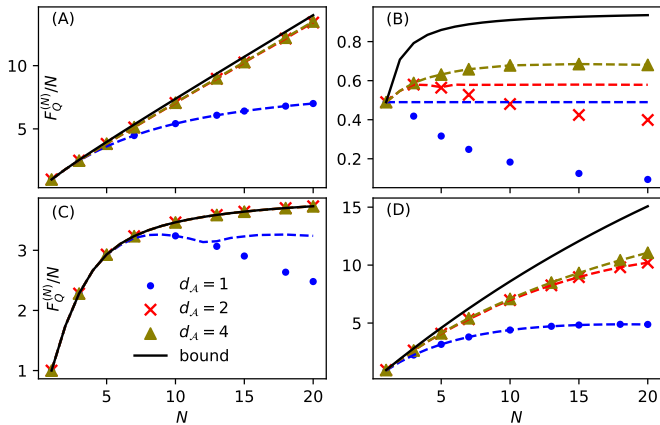 (A)
10
5
F_Q^{(N)}/N
(B)
0.8
0.6
0.4
0.2
(C)
3
2
1
F_Q^{(N)}/N
d_𝒜 = 1
d_𝒜 = 2
d_𝒜 = 4
bound
5 10 15 20
N
(D)
15
10
5
5 10 15 20
N